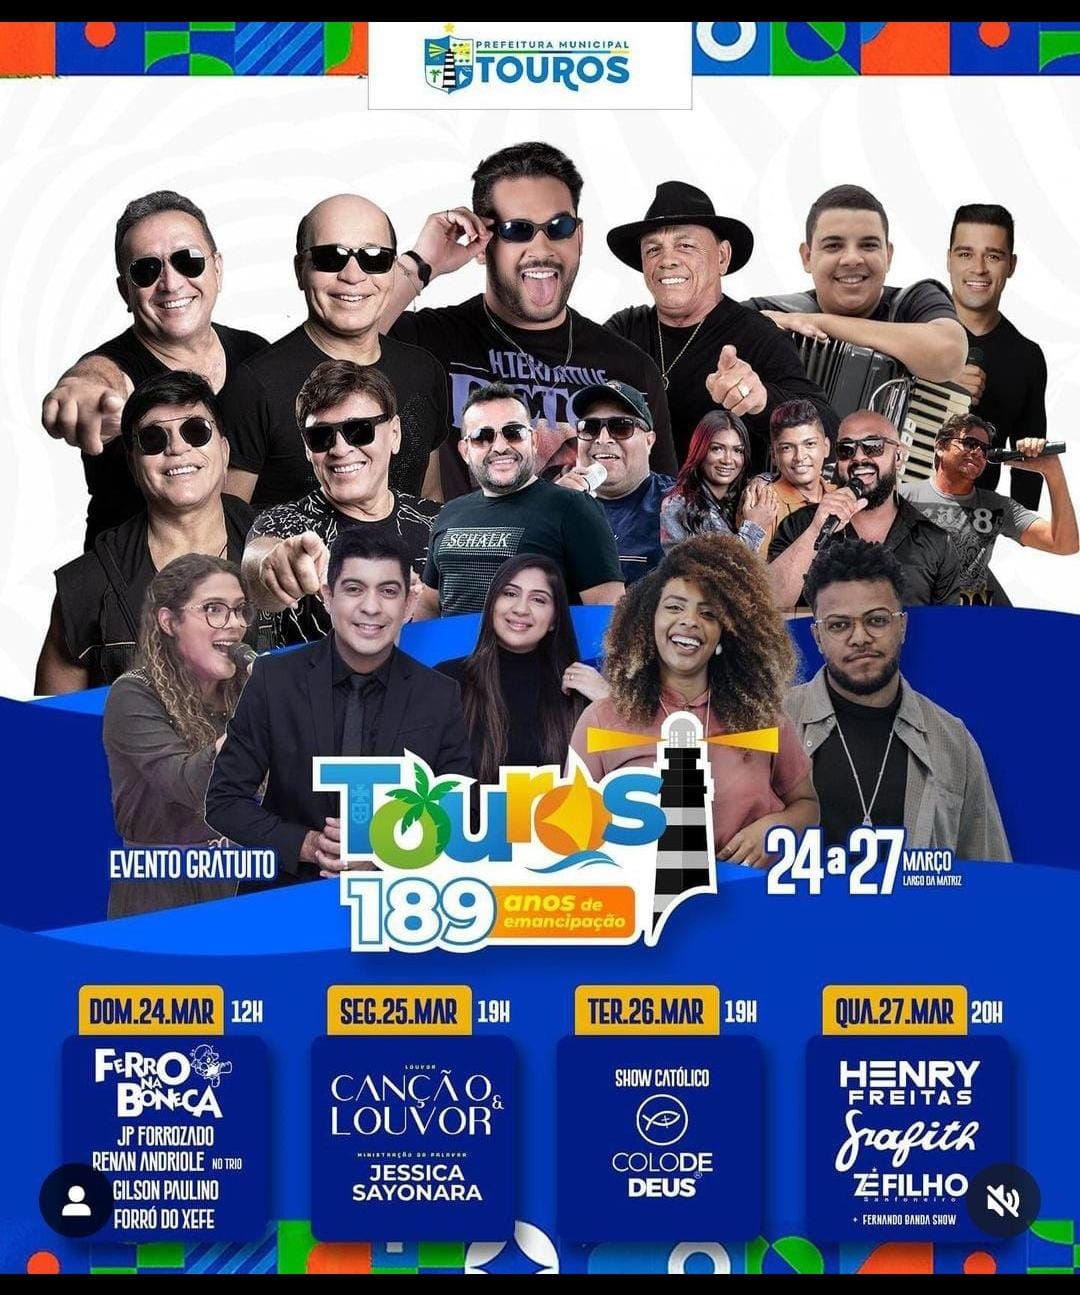 PREFEITURA MUNICIPAL
TOUROS
ALTERNATIVE
SCHALK
EVENTO GRATUITO
Touros
189 anos de
emancipação
24 a 27 MARÇO
LARGO DA MATRIZ
DOM.24.MAR 12H
FERRO
NA
BONECA
JP FORROZADO
RENAN ANDRIOLE NO TRIO
GILSON PAULINO
FORRÓ DO XEFE
SEG.25.MAR 19H
LOUVOR
CANÇÃO &
LOUVOR
MINISTRAÇÃO DA PALAVRA
JESSICA
SAYONARA
TER.26.MAR 19H
SHOW CATÓLICO
COLO DE
DEUS
QUA.27.MAR 20H
HENRY
FREITAS
Grafith
ZÉ FILHO
Sanfoneiro
+ FERNANDO BANDA SHOW